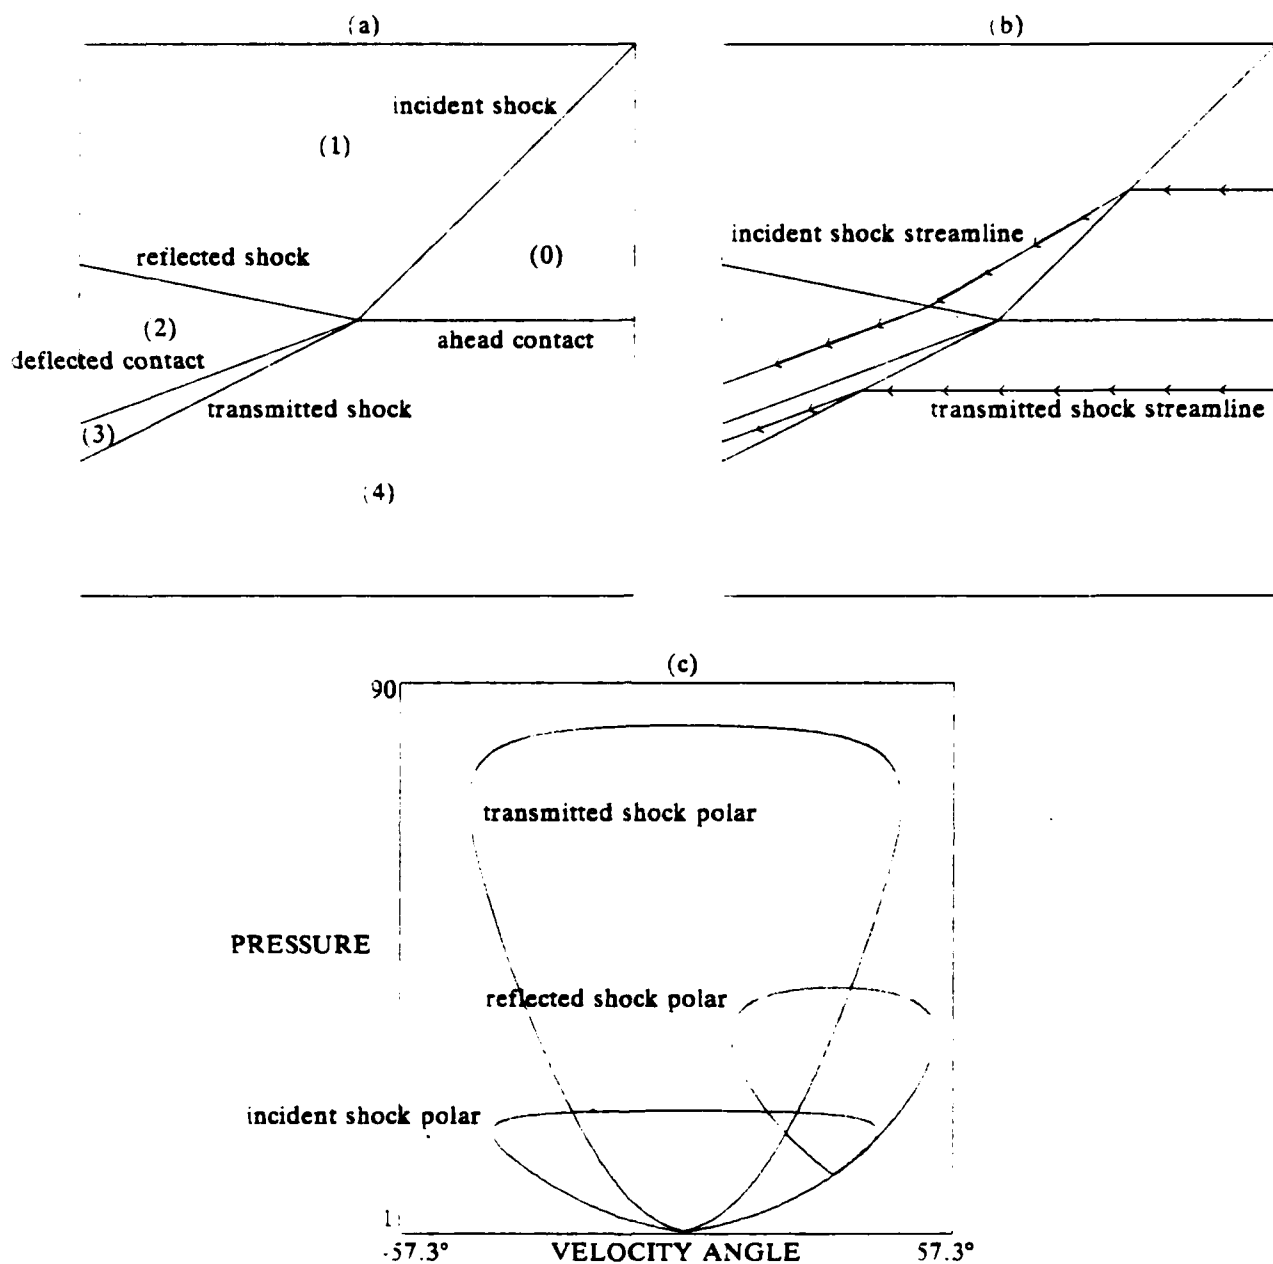 (a)
(b)
incident shock
(1)
reflected shock
(0)
(2)
ahead contact
deflected contact
transmitted shock
(3)
(4)
incident shock streamline
transmitted shock streamline
(c)
90
transmitted shock polar
PRESSURE
reflected shock polar
incident shock polar
1
-57.3°
VELOCITY ANGLE
57.3°